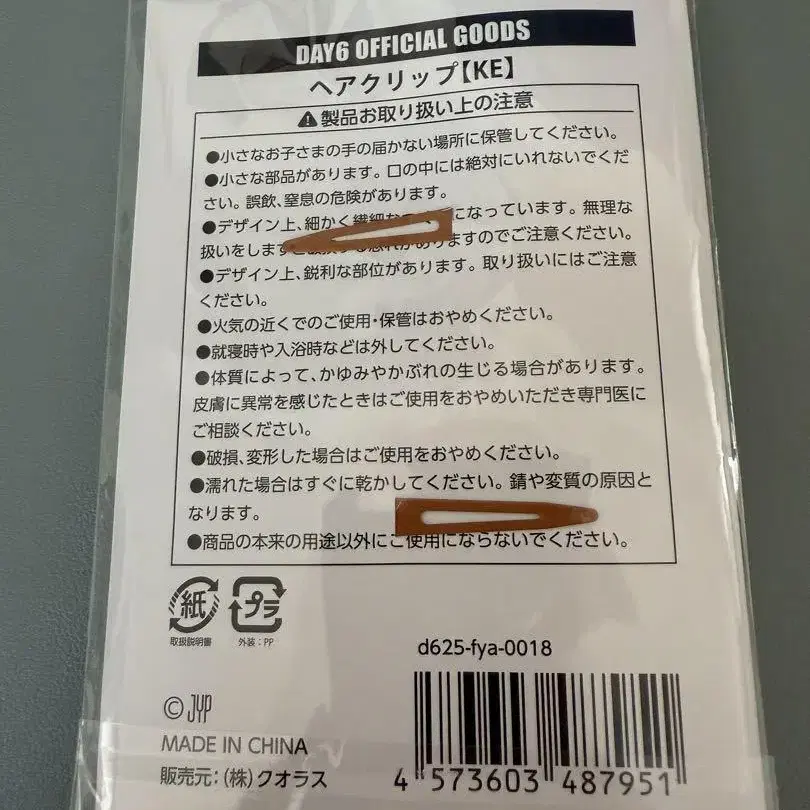 DAY6 OFFICIAL GOODS
ヘアクリップ【KE】
製品お取り扱い上の注意
●小さなお子さまの手の届かない場所に保管してください。
●小さな部品があります。口の中には絶対にいれないでくだ
さい。誤飲、窒息の危険があります。
●デザイン上、細かく繊細な になっています。無理な
扱いをしますと破損する恐れがありますのでご注意ください。
●デザイン上、鋭利な部位があります。取り扱いにはご注意
ください。
●火気の近くでのご使用・保管はおやめください。
●就寝時や入浴時などは外してください。
●体質によって、かゆみやかぶれの生じる場合があります。
皮膚に異常を感じたときはご使用をおやめいただき専門医に
ご相談ください。
●破損、変形した場合はご使用をおやめください。
●濡れた場合はすぐに乾かしてください。錆や変質の原因と
なります。
●商品の本来の用途以外にご使用にならないでください。
紙 プラ
取扱説明書 外装：PP
d625-fya-0018
© JYP
MADE IN CHINA
販売元：(株)クオラス
4 573603 487951